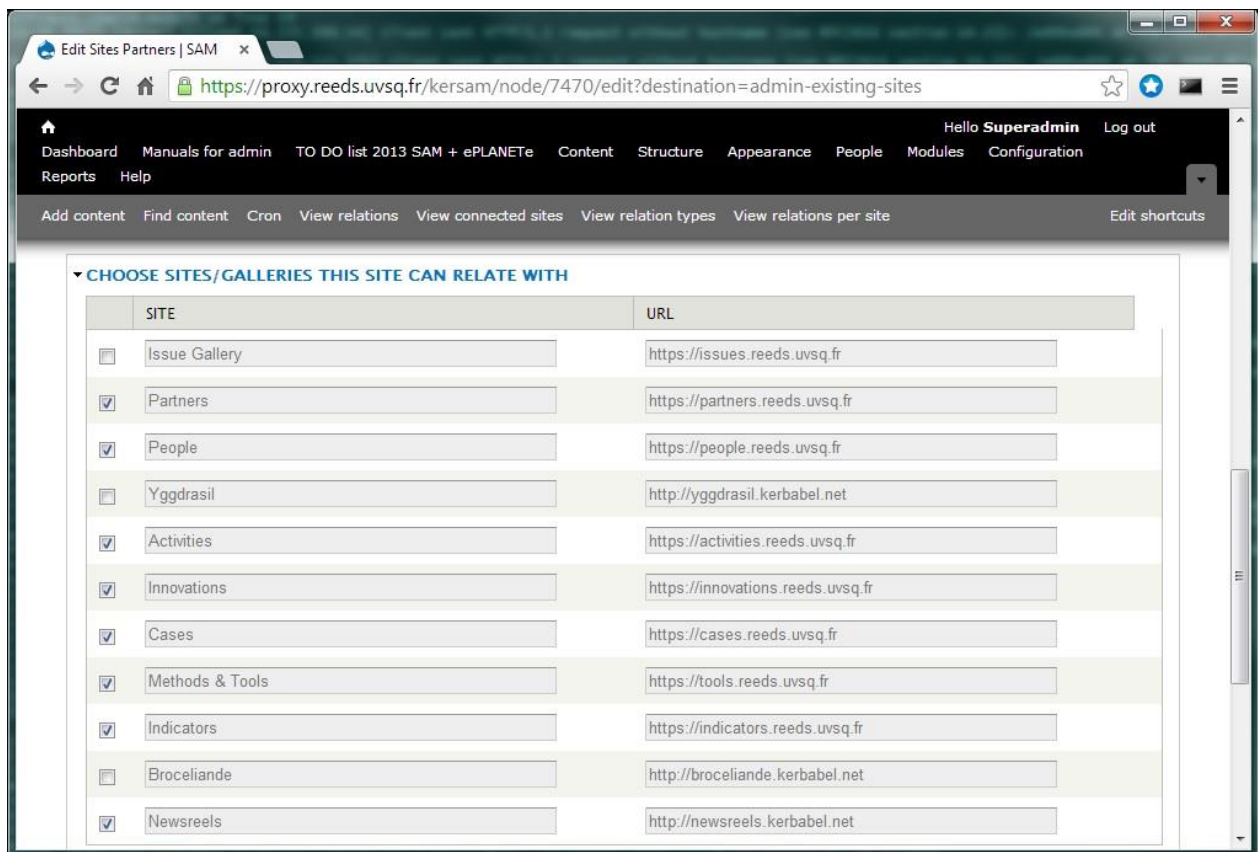 Edit Sites Partners | SAM
https://proxy.reeds.uvsq.fr/kersam/node/7470/edit?destination=admin-existing-sites
Hello Superadmin Log out
Dashboard Manuals for admin TO DO list 2013 SAM + ePLANETe Content Structure Appearance People Modules Configuration
Reports Help
Add content Find content Cron View relations View connected sites View relation types View relations per site Edit shortcuts
CHOOSE SITES/GALLERIES THIS SITE CAN RELATE WITH
SITE URL
Issue Gallery https://issues.reeds.uvsq.fr
Partners https://partners.reeds.uvsq.fr
People https://people.reeds.uvsq.fr
Yggdrasil http://yggdrasil.kerbabel.net
Activities https://activities.reeds.uvsq.fr
Innovations https://innovations.reeds.uvsq.fr
Cases https://cases.reeds.uvsq.fr
Methods & Tools https://tools.reeds.uvsq.fr
Indicators https://indicators.reeds.uvsq.fr
Broceliande http://broceliande.kerbabel.net
Newsreels http://newsreels.kerbabel.net